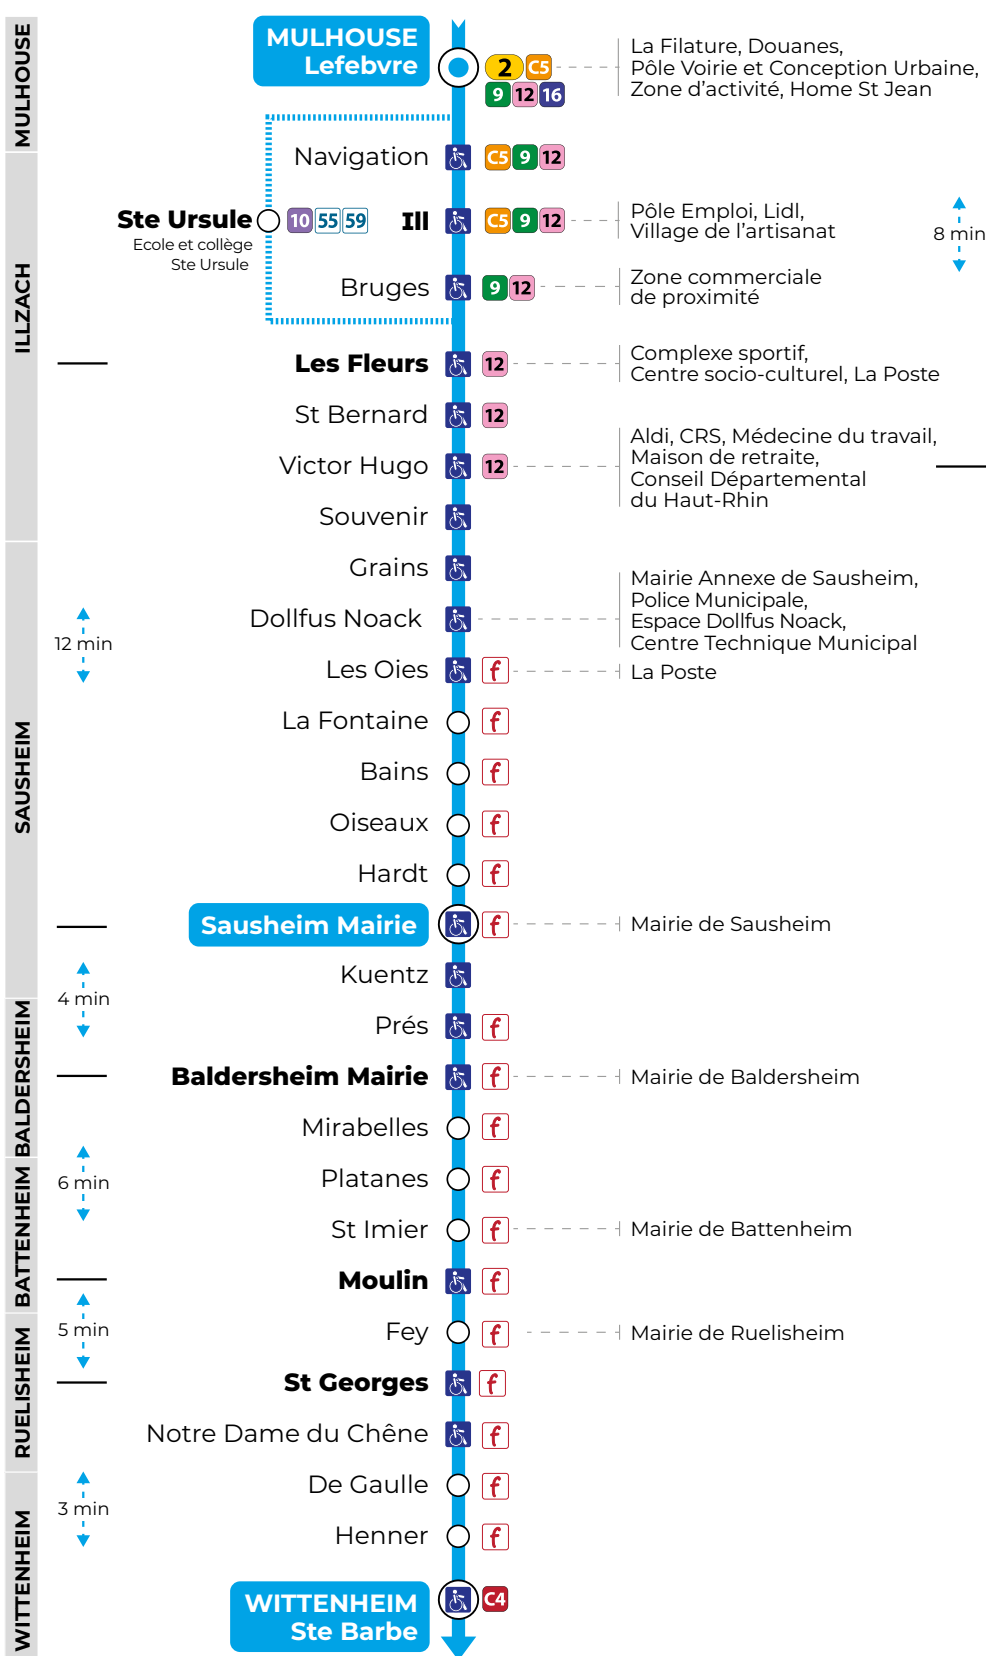 MULHOUSE
MULHOUSE
Lefebvre
2 C5
9 12 16
La Filature, Douanes,
Pôle Voirie et Conception Urbaine,
Zone d'activité, Home St Jean
ILLZACH
Navigation
C5 9 12
Ste Ursule
Ecole et collège
Ste Ursule
10 55 59
Ill
C5 9 12
Pôle Emploi, Lidl,
Village de l'artisanat
8 min
Bruges
9 12
Zone commerciale
de proximité
Les Fleurs
12
Complexe sportif,
Centre socio-culturel, La Poste
St Bernard
12
Victor Hugo
12
Aldi, CRS, Médecine du travail,
Maison de retraite,
Conseil Départemental
du Haut-Rhin
Souvenir
SAUSHEIM
Grains
12 min
Dollfus Noack
Mairie Annexe de Sausheim,
Police Municipale,
Espace Dollfus Noack,
Centre Technique Municipal
Les Oies
f
La Poste
La Fontaine
f
Bains
f
Oiseaux
f
Hardt
f
Sausheim Mairie
f
Mairie de Sausheim
Kuentz
4 min
BALDERSHEIM
Prés
f
Baldersheim Mairie
f
Mairie de Baldersheim
Mirabelles
f
BATTENHEIM
6 min
Platanes
f
St Imier
f
Mairie de Battenheim
Moulin
f
RUELISHEIM
5 min
Fey
f
Mairie de Ruelisheim
St Georges
f
Notre Dame du Chêne
f
WITTENHEIM
3 min
De Gaulle
f
Henner
f
WITTENHEIM
Ste Barbe
C4